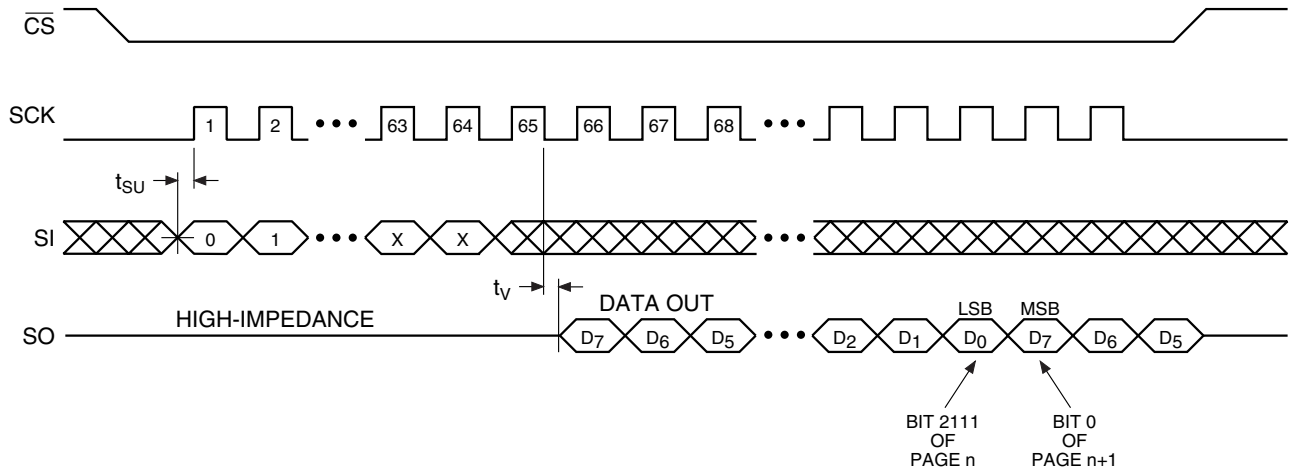 CS
SCK 1 2 ••• 63 64 65 66 67 68 •••
tSU
SI 0 1 ••• X X •••
tV
DATA OUT
HIGH-IMPEDANCE
LSB MSB
SO D7 D6 D5 ••• D2 D1 D0 D7 D6 D5
BIT 2111
OF
PAGE n
BIT 0
OF
PAGE n+1